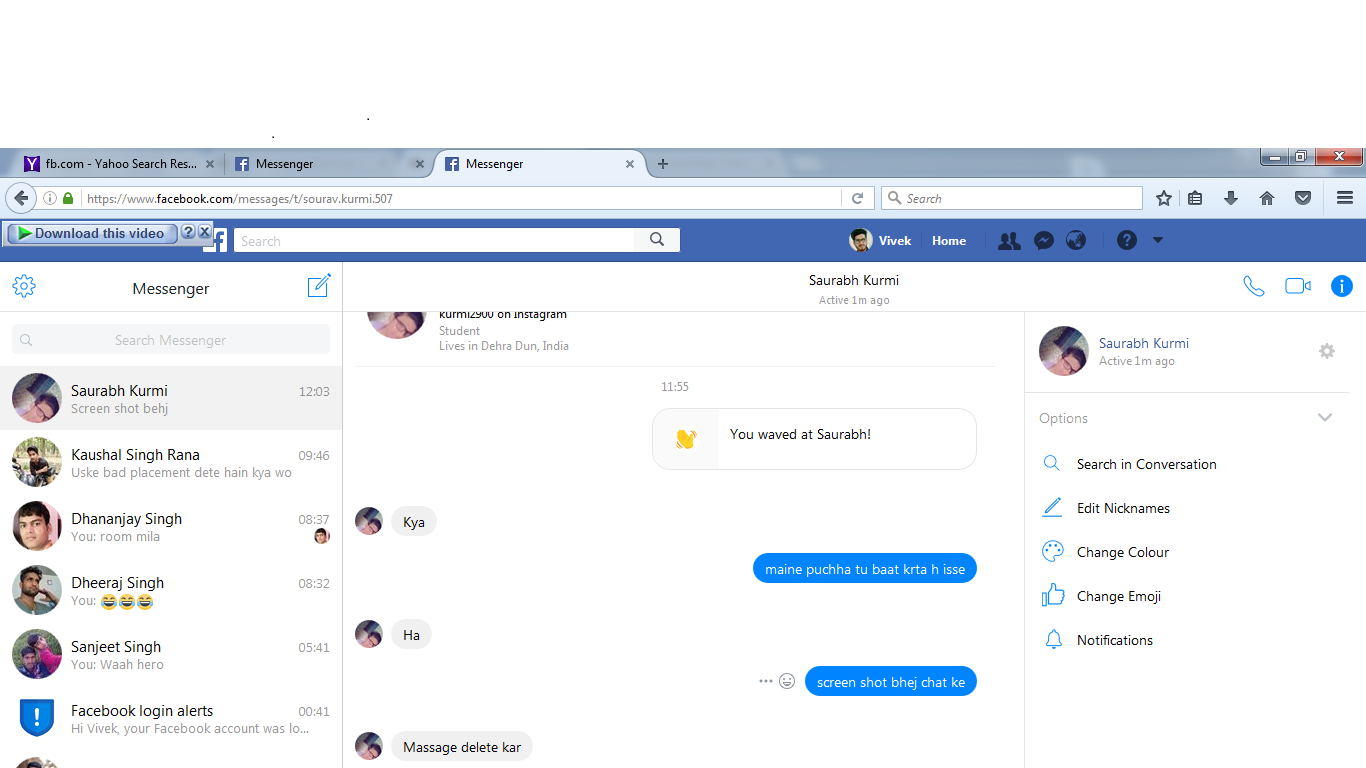 fb.com - Yahoo Search Res...
Messenger
Messenger
https://www.facebook.com/messages/t/sourav.kurmi.507
Search
Download this video
Search
Vivek
Home
Messenger
Search Messenger
Saurabh Kurmi
12:03
Screen shot behj
Kaushal Singh Rana
09:46
Uske bad placement dete hain kya wo
Dhananjay Singh
08:37
You: room mila
Dheeraj Singh
08:32
You: 😂😂😂
Sanjeet Singh
05:41
You: Waah hero
Facebook login alerts
00:41
Hi Vivek, your Facebook account was lo...
Saurabh Kurmi
Active 1m ago
kurmi2900 on Instagram
Student
Lives in Dehra Dun, India
11:55
You waved at Saurabh!
Kya
maine puchha tu baat krta h isse
Ha
screen shot bhej chat ke
Massage delete kar
Saurabh Kurmi
Active 1m ago
Options
Search in Conversation
Edit Nicknames
Change Colour
Change Emoji
Notifications